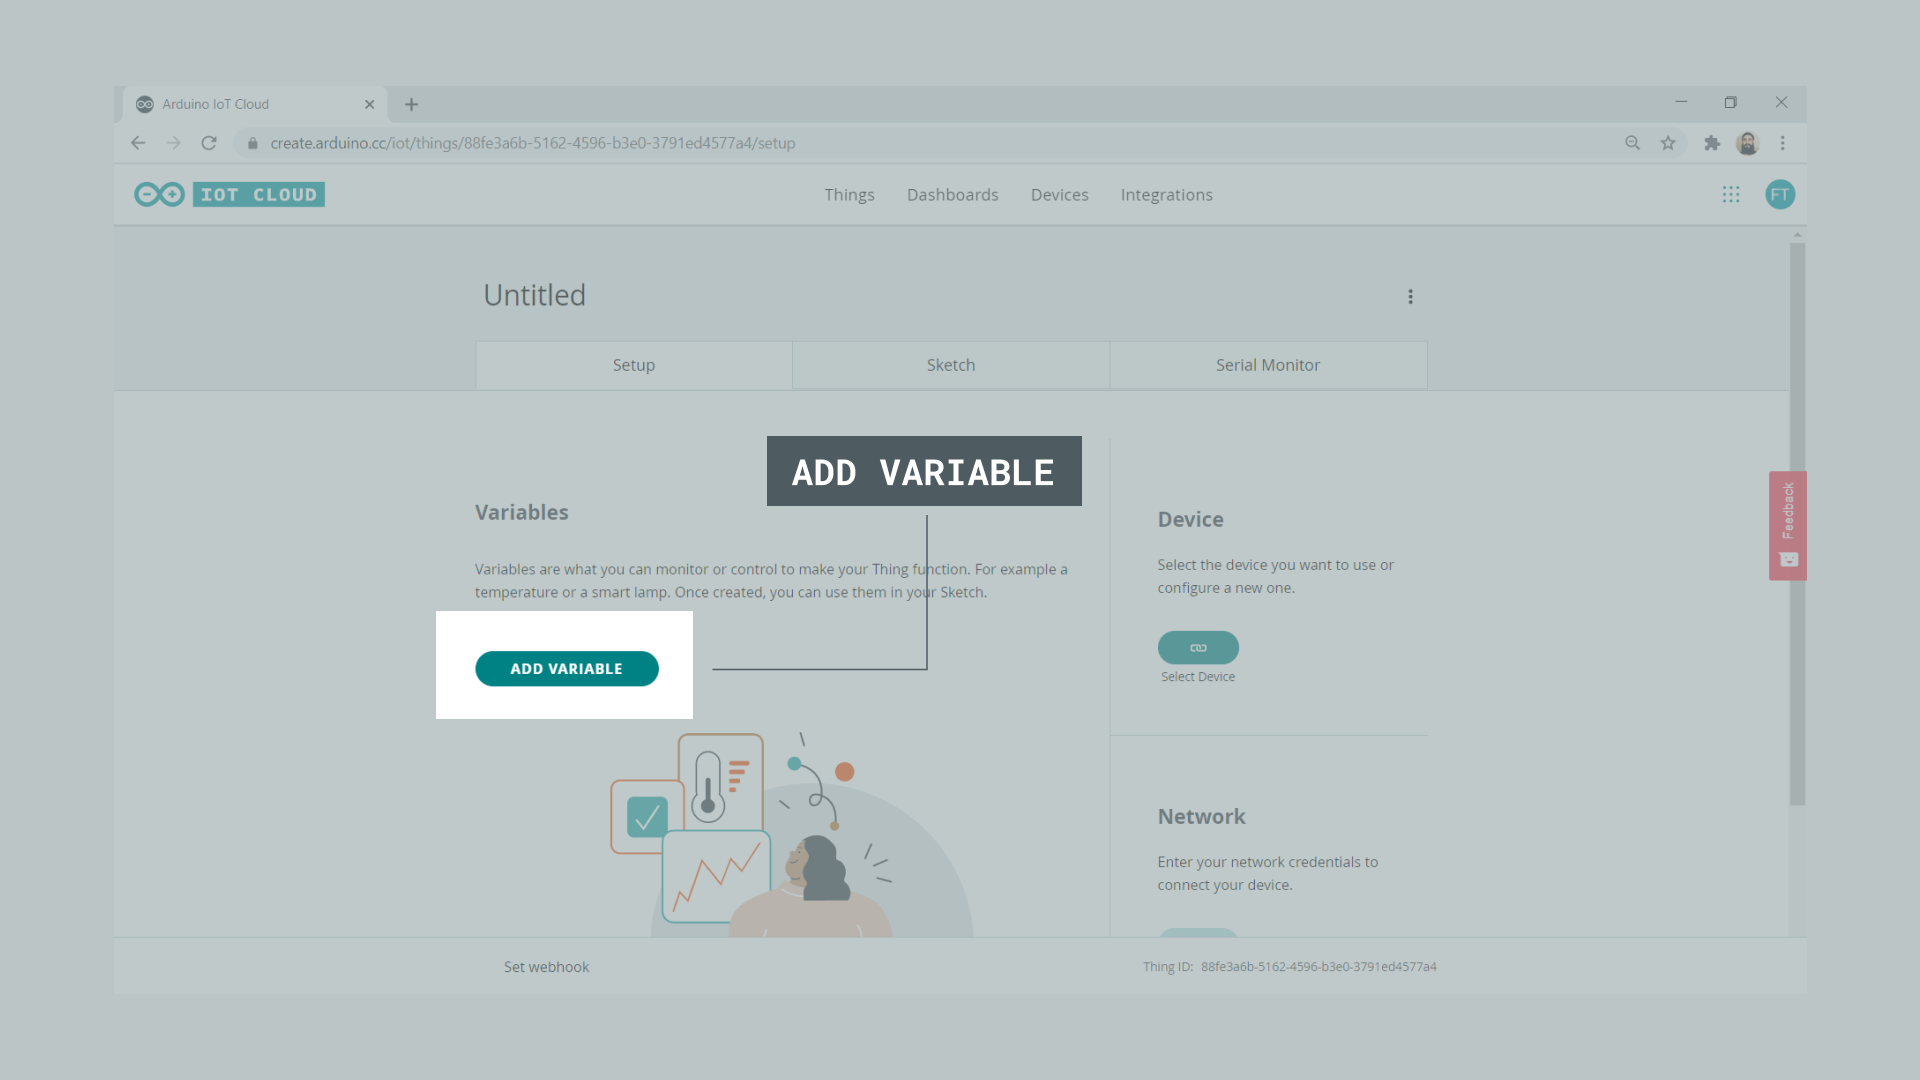 Arduino IoT Cloud
create.arduino.cc/iot/things/88fe3a6b-5162-4596-b3e0-3791ed4577a4/setup
IOT CLOUD
Things Dashboards Devices Integrations
FT
Untitled
Setup Sketch Serial Monitor
ADD VARIABLE
Variables
Variables are what you can monitor or control to make your Thing function. For example a
temperature or a smart lamp. Once created, you can use them in your Sketch.
ADD VARIABLE
Device
Select the device you want to use or
configure a new one.
Select Device
Feedback
Network
Enter your network credentials to
connect your device.
Set webhook
Thing ID: 88fe3a6b-5162-4596-b3e0-3791ed4577a4